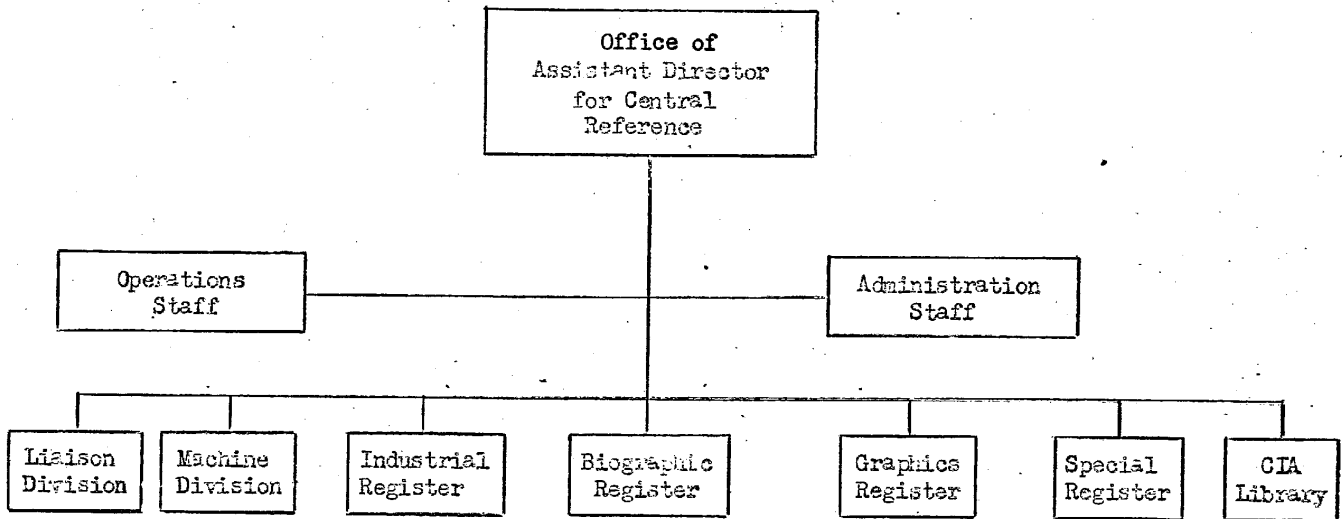 Office of
Assistant Director
for Central
Reference
Operations
Staff
Administration
Staff
Liaison
Division
Machine
Division
Industrial
Register
Biographic
Register
Graphics
Register
Special
Register
CIA
Library